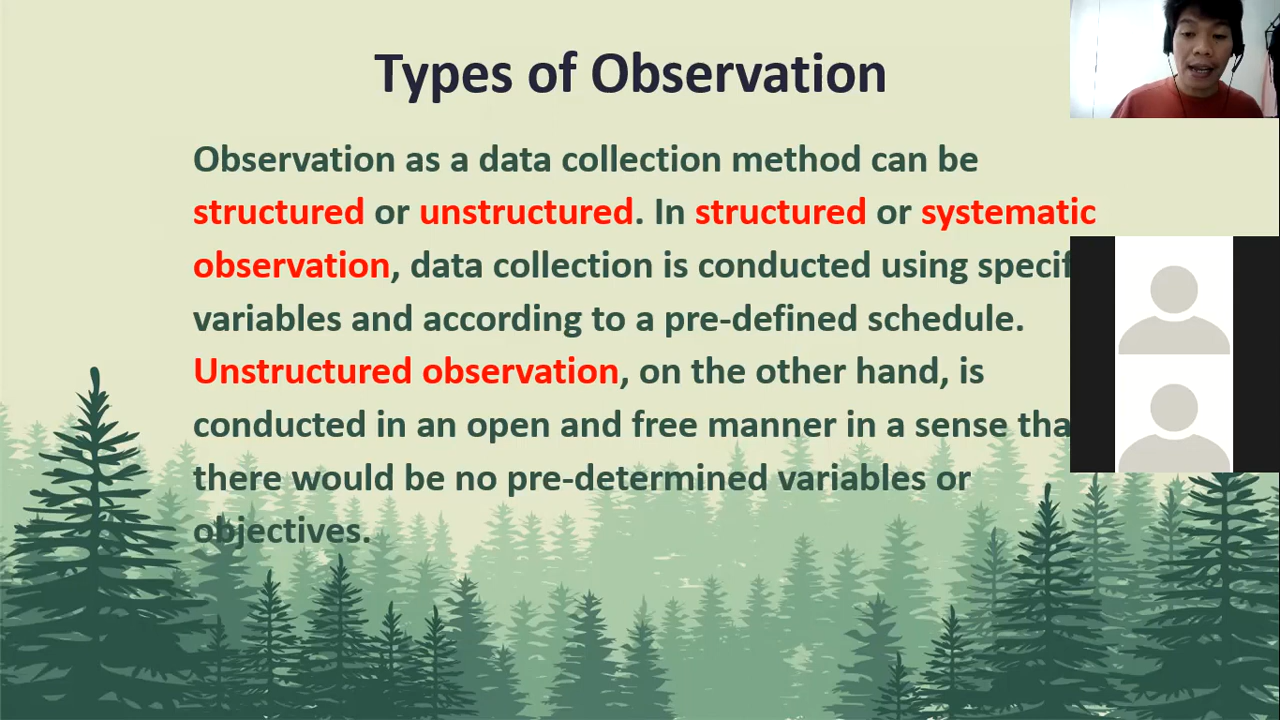 Types of Observation
Observation as a data collection method can be
structured or unstructured. In structured or systematic
observation, data collection is conducted using
variables and according to a pre-defined schedule.
Unstructured observation, on the other hand, is
conducted in an open and free manner in a sense
there would be no pre-determined variables or
objectives.